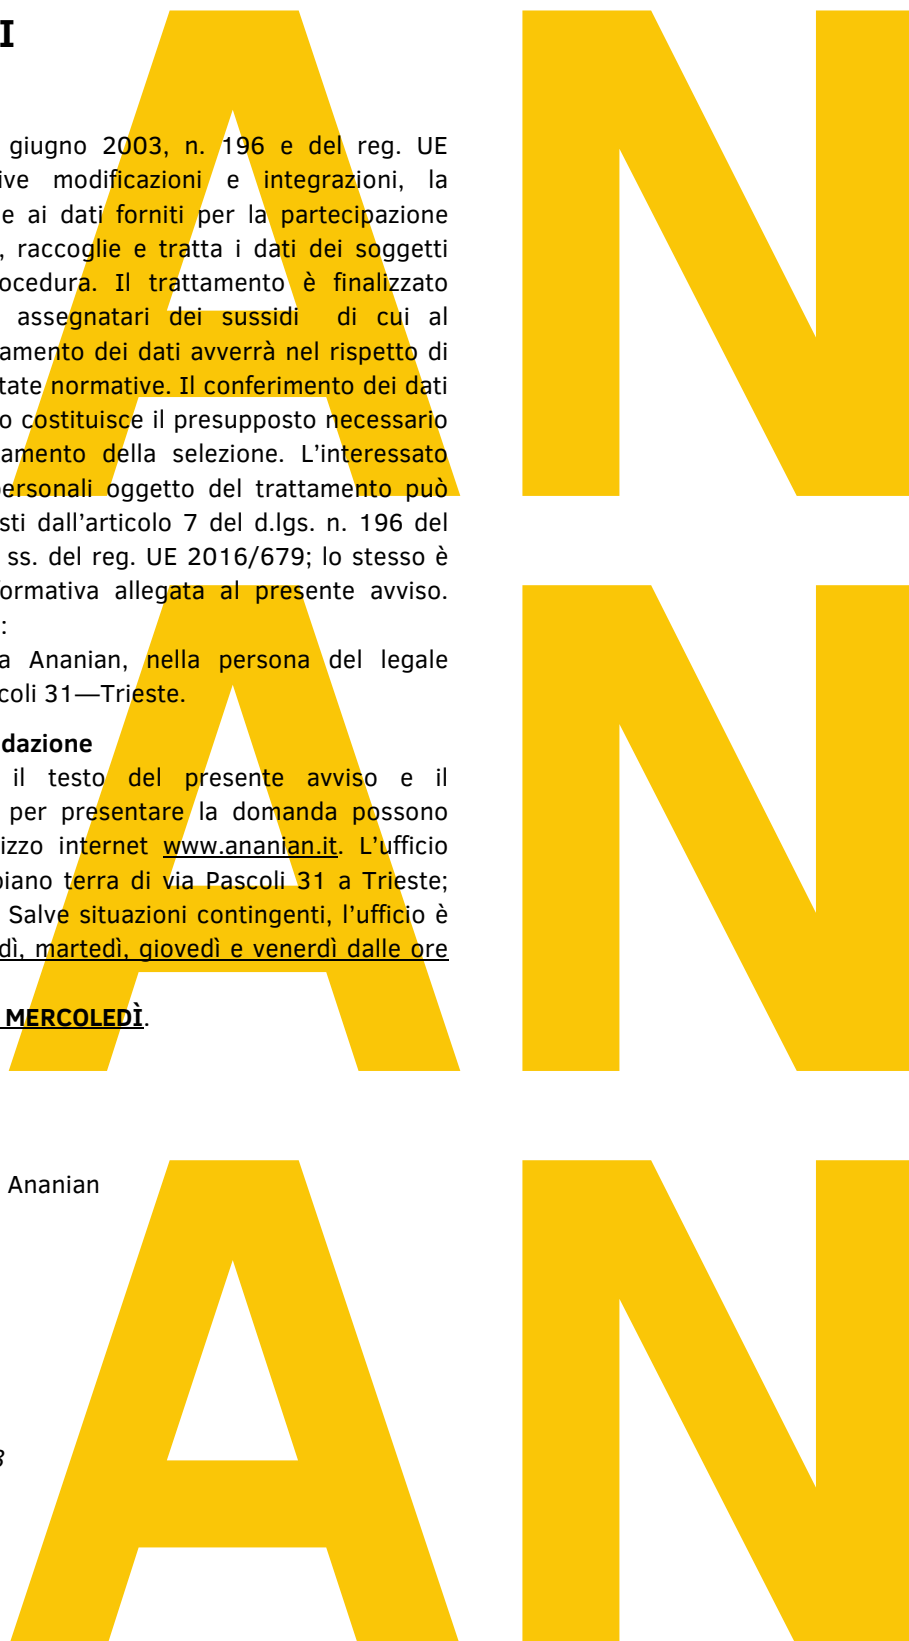 I
giugno 2003, n. 196 e del reg. UE
ive modificazioni e integrazioni, la
e ai dati forniti per la partecipazione
, raccoglie e tratta i dati dei soggetti
ocedura. Il trattamento è finalizzato
assegnatari dei sussidi di cui al
amento dei dati avverrà nel rispetto di
tate normative. Il conferimento dei dati
o costituisce il presupposto necessario
amento della selezione. L'interessato
personali oggetto del trattamento può
sti dall'articolo 7 del d.lgs. n. 196 del
ss. del reg. UE 2016/679; lo stesso è
formativa allegata al presente avviso.
:
a Ananian, nella persona del legale
coli 31—Trieste.
dazione
il testo del presente avviso e il
per presentare la domanda possono
izzo internet www.ananian.it. L'ufficio
piano terra di via Pascoli 31 a Trieste;
Salve situazioni contingenti, l'ufficio è
dì, martedì, giovedì e venerdì dalle ore
MERCOLEDÌ.
Ananian
3
AN
AN
AN